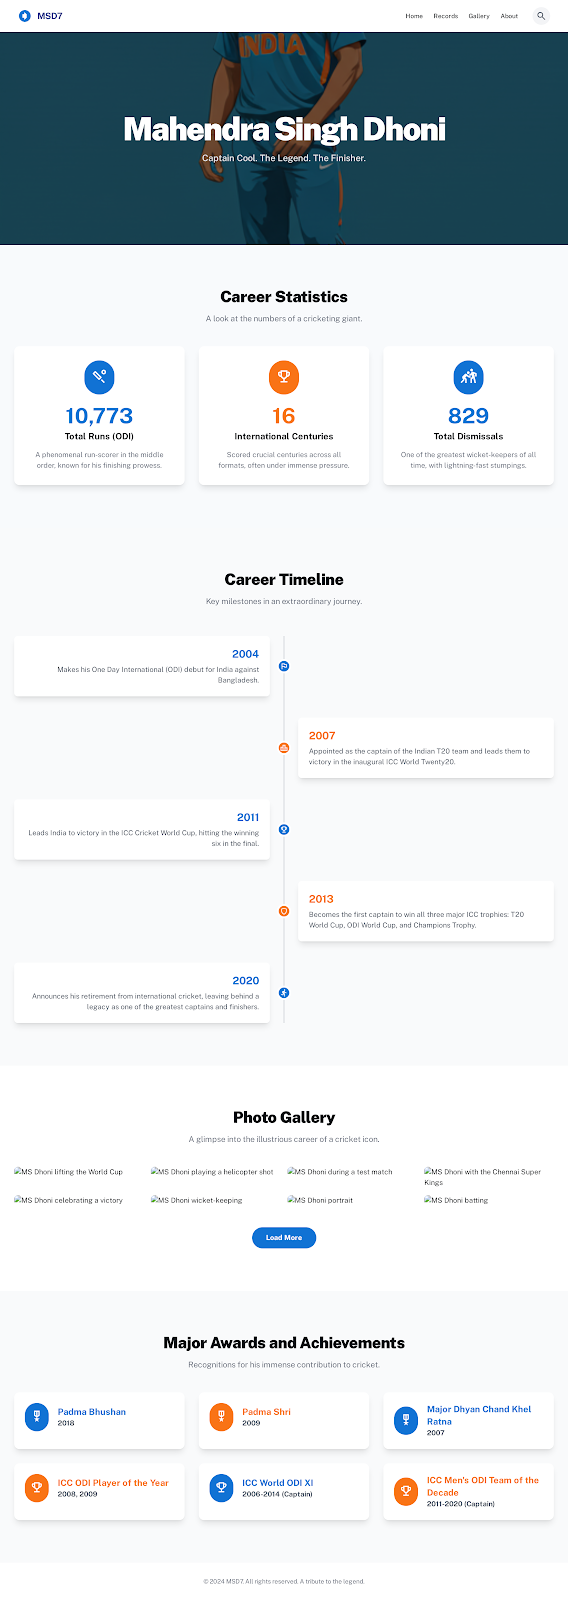 MSD7
Home Records Gallery About
INDIA
Mahendra Singh Dhoni
Captain Cool. The Legend. The Finisher.
Career Statistics
A look at the numbers of a cricketing giant.
10,773
Total Runs (ODI)
A phenomenal run-scorer in the middle
order, known for his finishing prowess.
16
International Centuries
Scored crucial centuries across all
formats, often under immense pressure.
829
Total Dismissals
One of the greatest wicket-keepers of all
time, with lightning-fast stumpings.
Career Timeline
Key milestones in an extraordinary journey.
2004
Makes his One Day International (ODI) debut for India against
Bangladesh.
2007
Appointed as the captain of the Indian T20 team and leads them to
victory in the inaugural ICC World Twenty20.
2011
Leads India to victory in the ICC Cricket World Cup, hitting the winning
six in the final.
2013
Becomes the first captain to win all three major ICC trophies: T20
World Cup, ODI World Cup, and Champions Trophy.
2020
Announces his retirement from international cricket, leaving behind a
legacy as one of the greatest captains and finishers.
Photo Gallery
A glimpse into the illustrious career of a cricket icon.
MS Dhoni lifting the World Cup
MS Dhoni playing a helicopter shot
MS Dhoni during a test match
MS Dhoni with the Chennai Super
Kings
MS Dhoni celebrating a victory
MS Dhoni wicket-keeping
MS Dhoni portrait
MS Dhoni batting
Load More
Major Awards and Achievements
Recognitions for his immense contribution to cricket.
Padma Bhushan
2018
Padma Shri
2009
Major Dhyan Chand Khel
Ratna
2007
ICC ODI Player of the Year
2008, 2009
ICC World ODI XI
2006-2014 (Captain)
ICC Men's ODI Team of the
Decade
2011-2020 (Captain)
© 2024 MSD7. All rights reserved. A tribute to the legend.